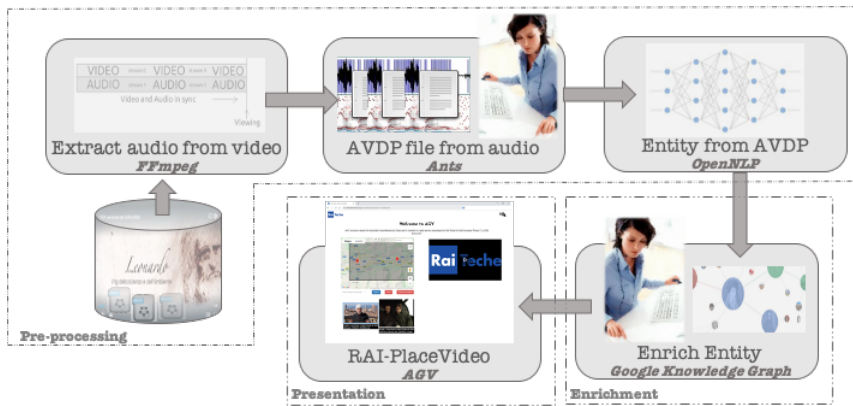 VIDEO VIDEO VIDEO
AUDIO AUDIO AUDIO
Video and Audio in sync
Viewing
Extract audio from video
FFmpeg
AVDP file from audio
Ants
Entity from AVDP
OpenNLP
Leonardo
Pre-processing
Rai Teche
Welcome to AGV
Rai Teche
RAI-PlaceVideo
AGV
Presentation
Enrich Entity
Google Knowledge Graph
Enrichment